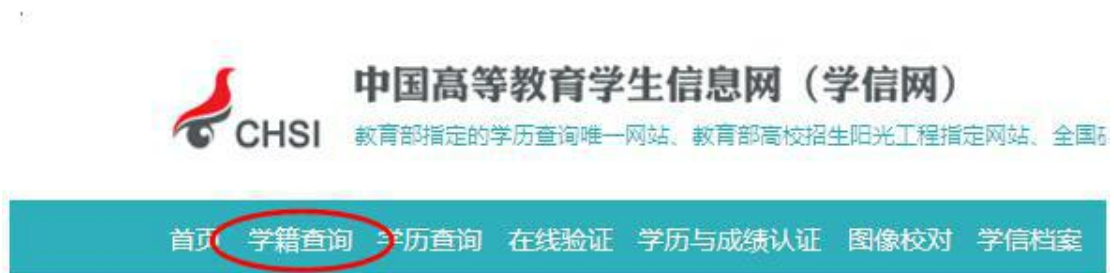 中国高等教育学生信息网（学信网）
CHSI
教育部指定的学历查询唯一网站、教育部高校招生阳光工程指定网站、全国
首页 学籍查询 学历查询 在线验证 学历与成绩认证 图像校对 学信档案